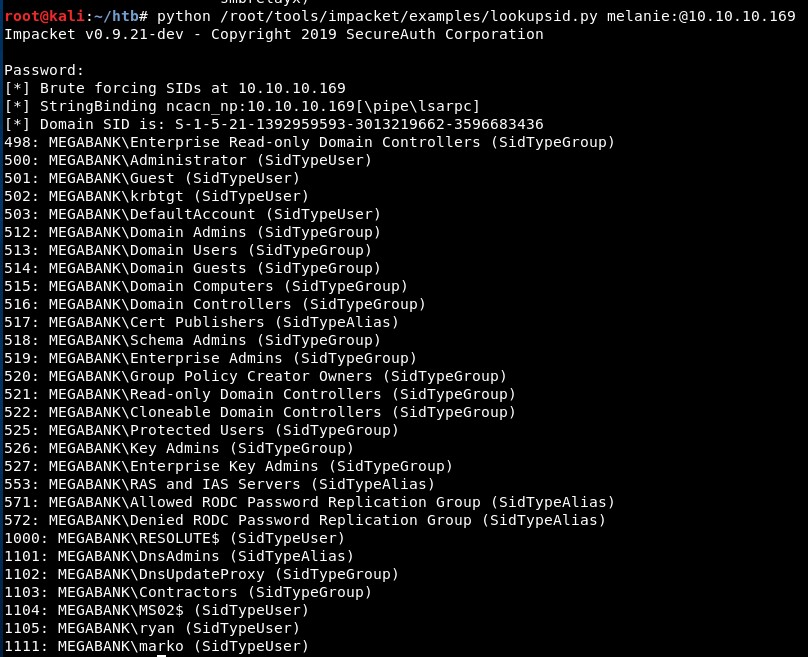 root@kali:~/htb# python /root/tools/impacket/examples/lookupsid.py melanie:@10.10.10.169
Impacket v0.9.21-dev - Copyright 2019 SecureAuth Corporation
Password:
[*] Brute forcing SIDs at 10.10.10.169
[*] StringBinding ncacn_np:10.10.10.169[\pipe\lsarpc]
[*] Domain SID is: S-1-5-21-1392959593-3013219662-3596683436
498: MEGABANK\Enterprise Read-only Domain Controllers (SidTypeGroup)
500: MEGABANK\Administrator (SidTypeUser)
501: MEGABANK\Guest (SidTypeUser)
502: MEGABANK\krbtgt (SidTypeUser)
503: MEGABANK\DefaultAccount (SidTypeUser)
512: MEGABANK\Domain Admins (SidTypeGroup)
513: MEGABANK\Domain Users (SidTypeGroup)
514: MEGABANK\Domain Guests (SidTypeGroup)
515: MEGABANK\Domain Computers (SidTypeGroup)
516: MEGABANK\Domain Controllers (SidTypeGroup)
517: MEGABANK\Cert Publishers (SidTypeAlias)
518: MEGABANK\Schema Admins (SidTypeGroup)
519: MEGABANK\Enterprise Admins (SidTypeGroup)
520: MEGABANK\Group Policy Creator Owners (SidTypeGroup)
521: MEGABANK\Read-only Domain Controllers (SidTypeGroup)
522: MEGABANK\Cloneable Domain Controllers (SidTypeGroup)
525: MEGABANK\Protected Users (SidTypeGroup)
526: MEGABANK\Key Admins (SidTypeGroup)
527: MEGABANK\Enterprise Key Admins (SidTypeGroup)
553: MEGABANK\RAS and IAS Servers (SidTypeAlias)
571: MEGABANK\Allowed RODC Password Replication Group (SidTypeAlias)
572: MEGABANK\Denied RODC Password Replication Group (SidTypeAlias)
1000: MEGABANK\RESOLUTE$ (SidTypeUser)
1101: MEGABANK\DnsAdmins (SidTypeAlias)
1102: MEGABANK\DnsUpdateProxy (SidTypeGroup)
1103: MEGABANK\Contractors (SidTypeGroup)
1104: MEGABANK\MS02$ (SidTypeUser)
1105: MEGABANK\ryan (SidTypeUser)
1111: MEGABANK\marko (SidTypeUser)